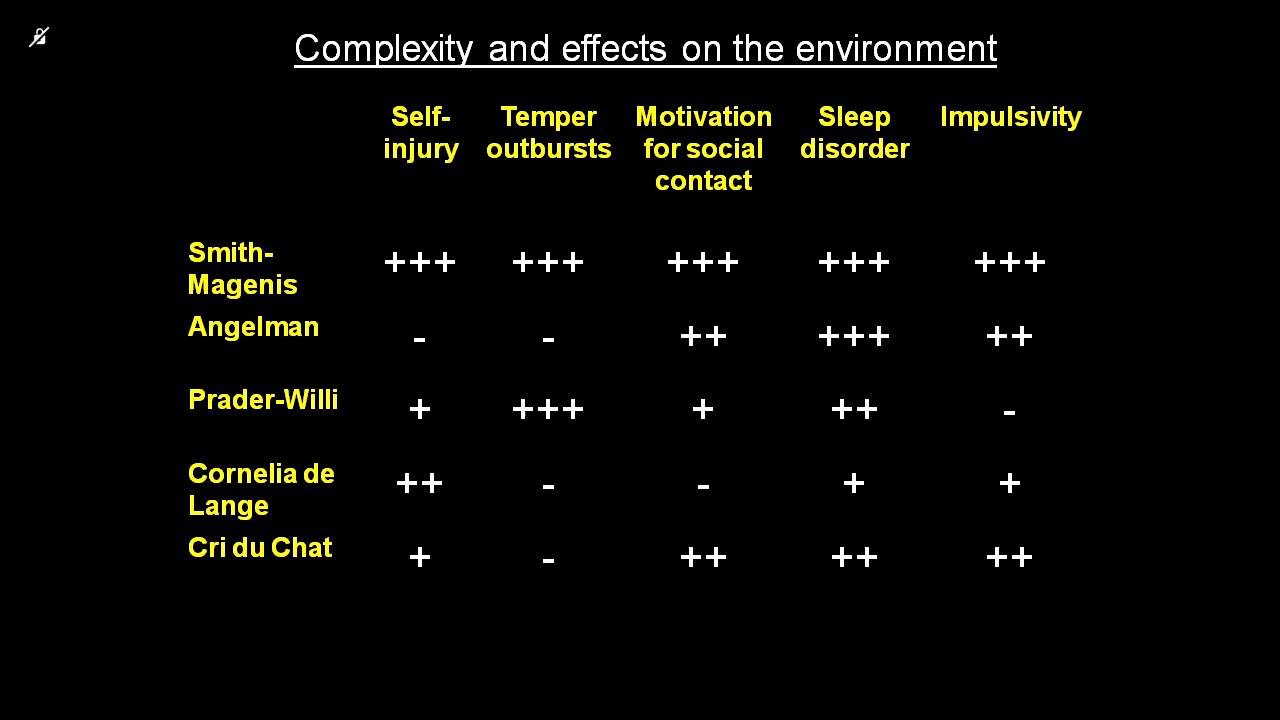 Complexity and effects on the environment
Self-
injury
Temper
outbursts
Motivation
for social
contact
Sleep
disorder
Impulsivity
Smith-
Magenis
+++ +++ +++ +++ +++
Angelman
- - ++ +++ ++
Prader-Willi
+ +++ + ++ -
Cornelia de
Lange
++ - - + +
Cri du Chat
+ - ++ ++ ++